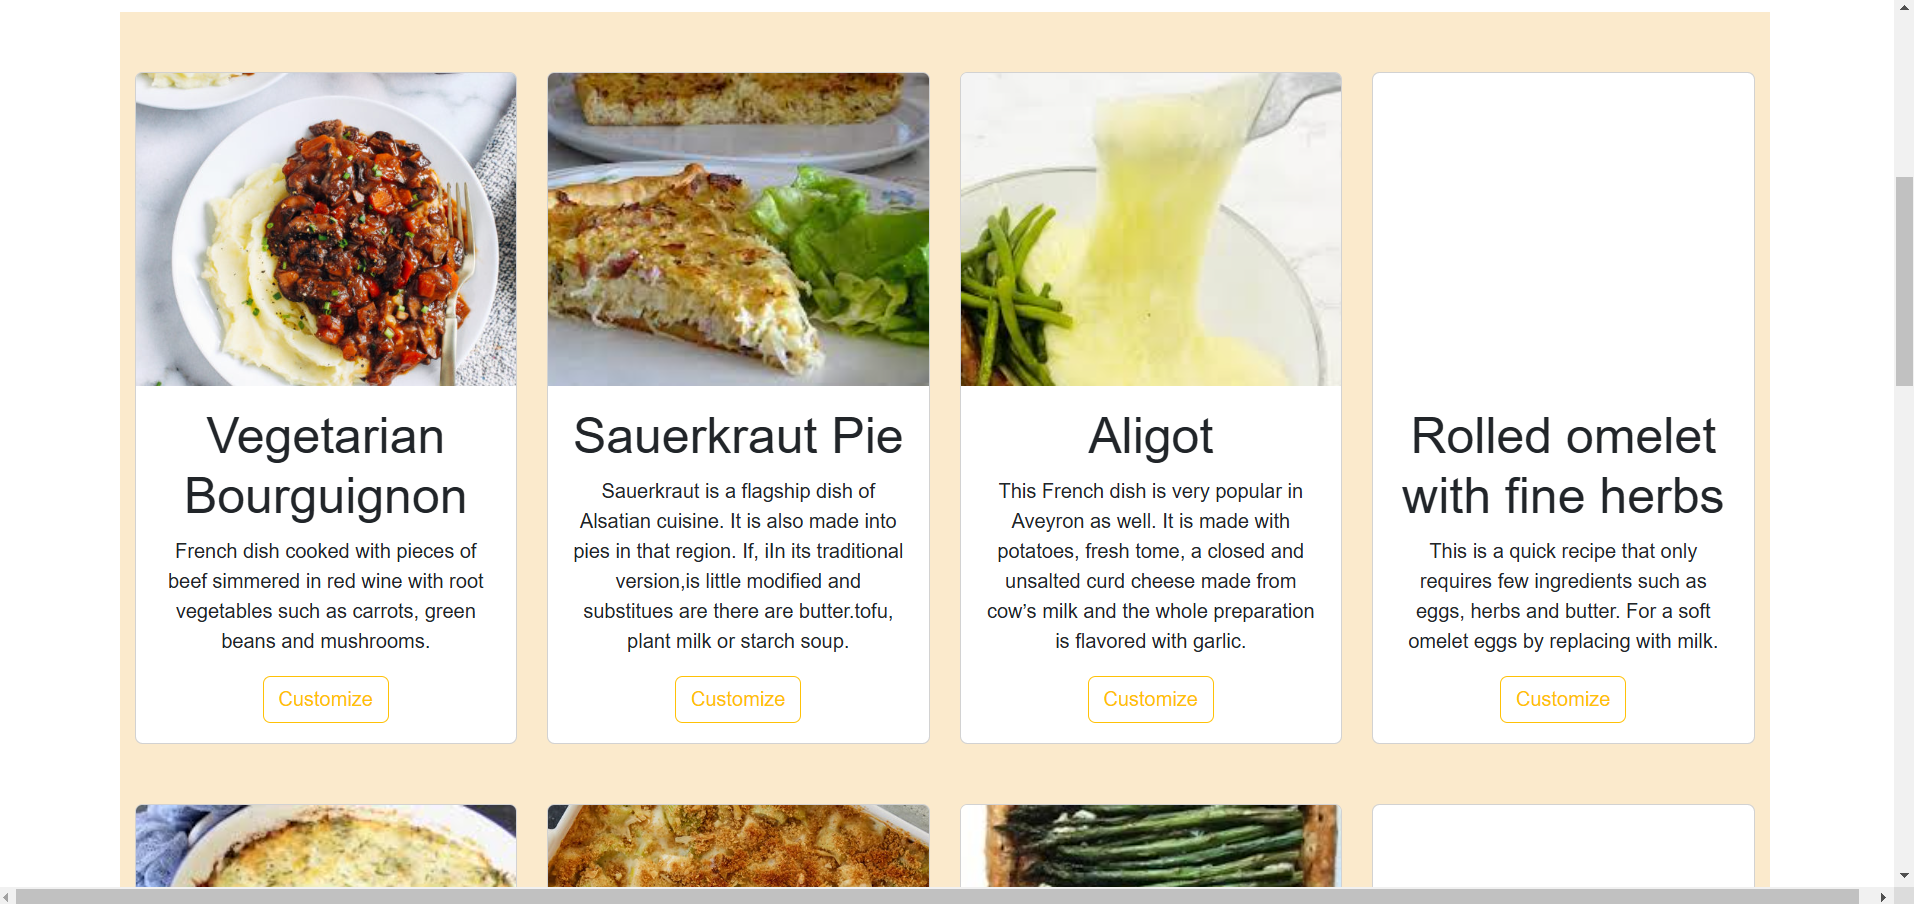 Vegetarian
Bourguignon
French dish cooked with pieces of
beef simmered in red wine with root
vegetables such as carrots, green
beans and mushrooms.
Customize
Sauerkraut Pie
Sauerkraut is a flagship dish of
Alsatian cuisine. It is also made into
pies in that region. If, iIn its traditional
version,is little modified and
substitues are there are butter.tofu,
plant milk or starch soup.
Customize
Aligot
This French dish is very popular in
Aveyron as well. It is made with
potatoes, fresh tome, a closed and
unsalted curd cheese made from
cow’s milk and the whole preparation
is flavored with garlic.
Customize
Rolled omelet
with fine herbs
This is a quick recipe that only
requires few ingredients such as
eggs, herbs and butter. For a soft
omelet eggs by replacing with milk.
Customize